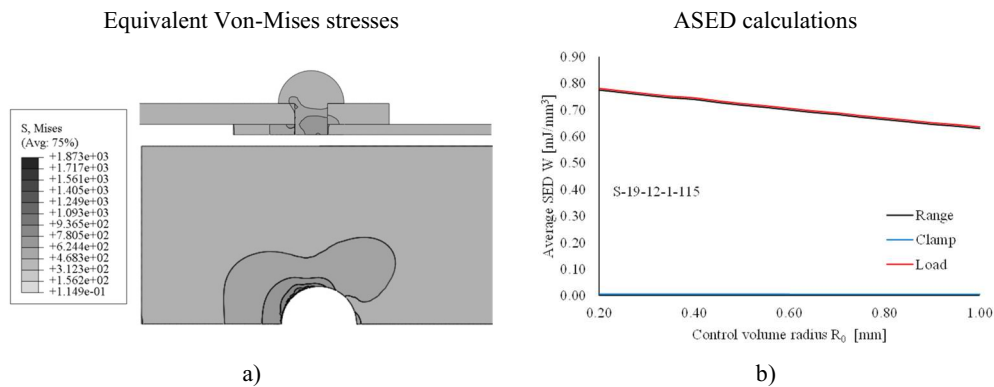 Equivalent Von-Mises stresses
S, Mises
(Avg: 75%)
+1.873e+03
+1.717e+03
+1.561e+03
+1.405e+03
+1.249e+03
+1.093e+03
+9.365e+02
+7.805e+02
+6.244e+02
+4.683e+02
+3.123e+02
+1.562e+02
+1.149e-01
a)
ASED calculations
Average SED W [mJ/mm³]
0.90
0.80
0.70
0.60
0.50
0.40
0.30
0.20
0.10
0.00
S-19-12-1-115
Range
Clamp
Load
0.20 0.40 0.60 0.80 1.00
Control volume radius R₀ [mm]
b)